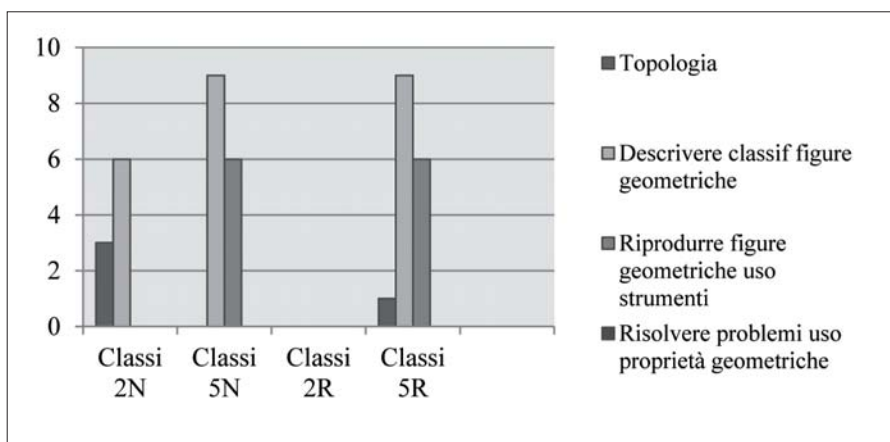 10
8
6
4
2
0
Classi
2N
Classi
5N
Classi
2R
Classi
5R
Topologia
Descrivere classif figure
geometriche
Riprodurre figure
geometriche uso
strumenti
Risolvere problemi uso
proprietà geometriche